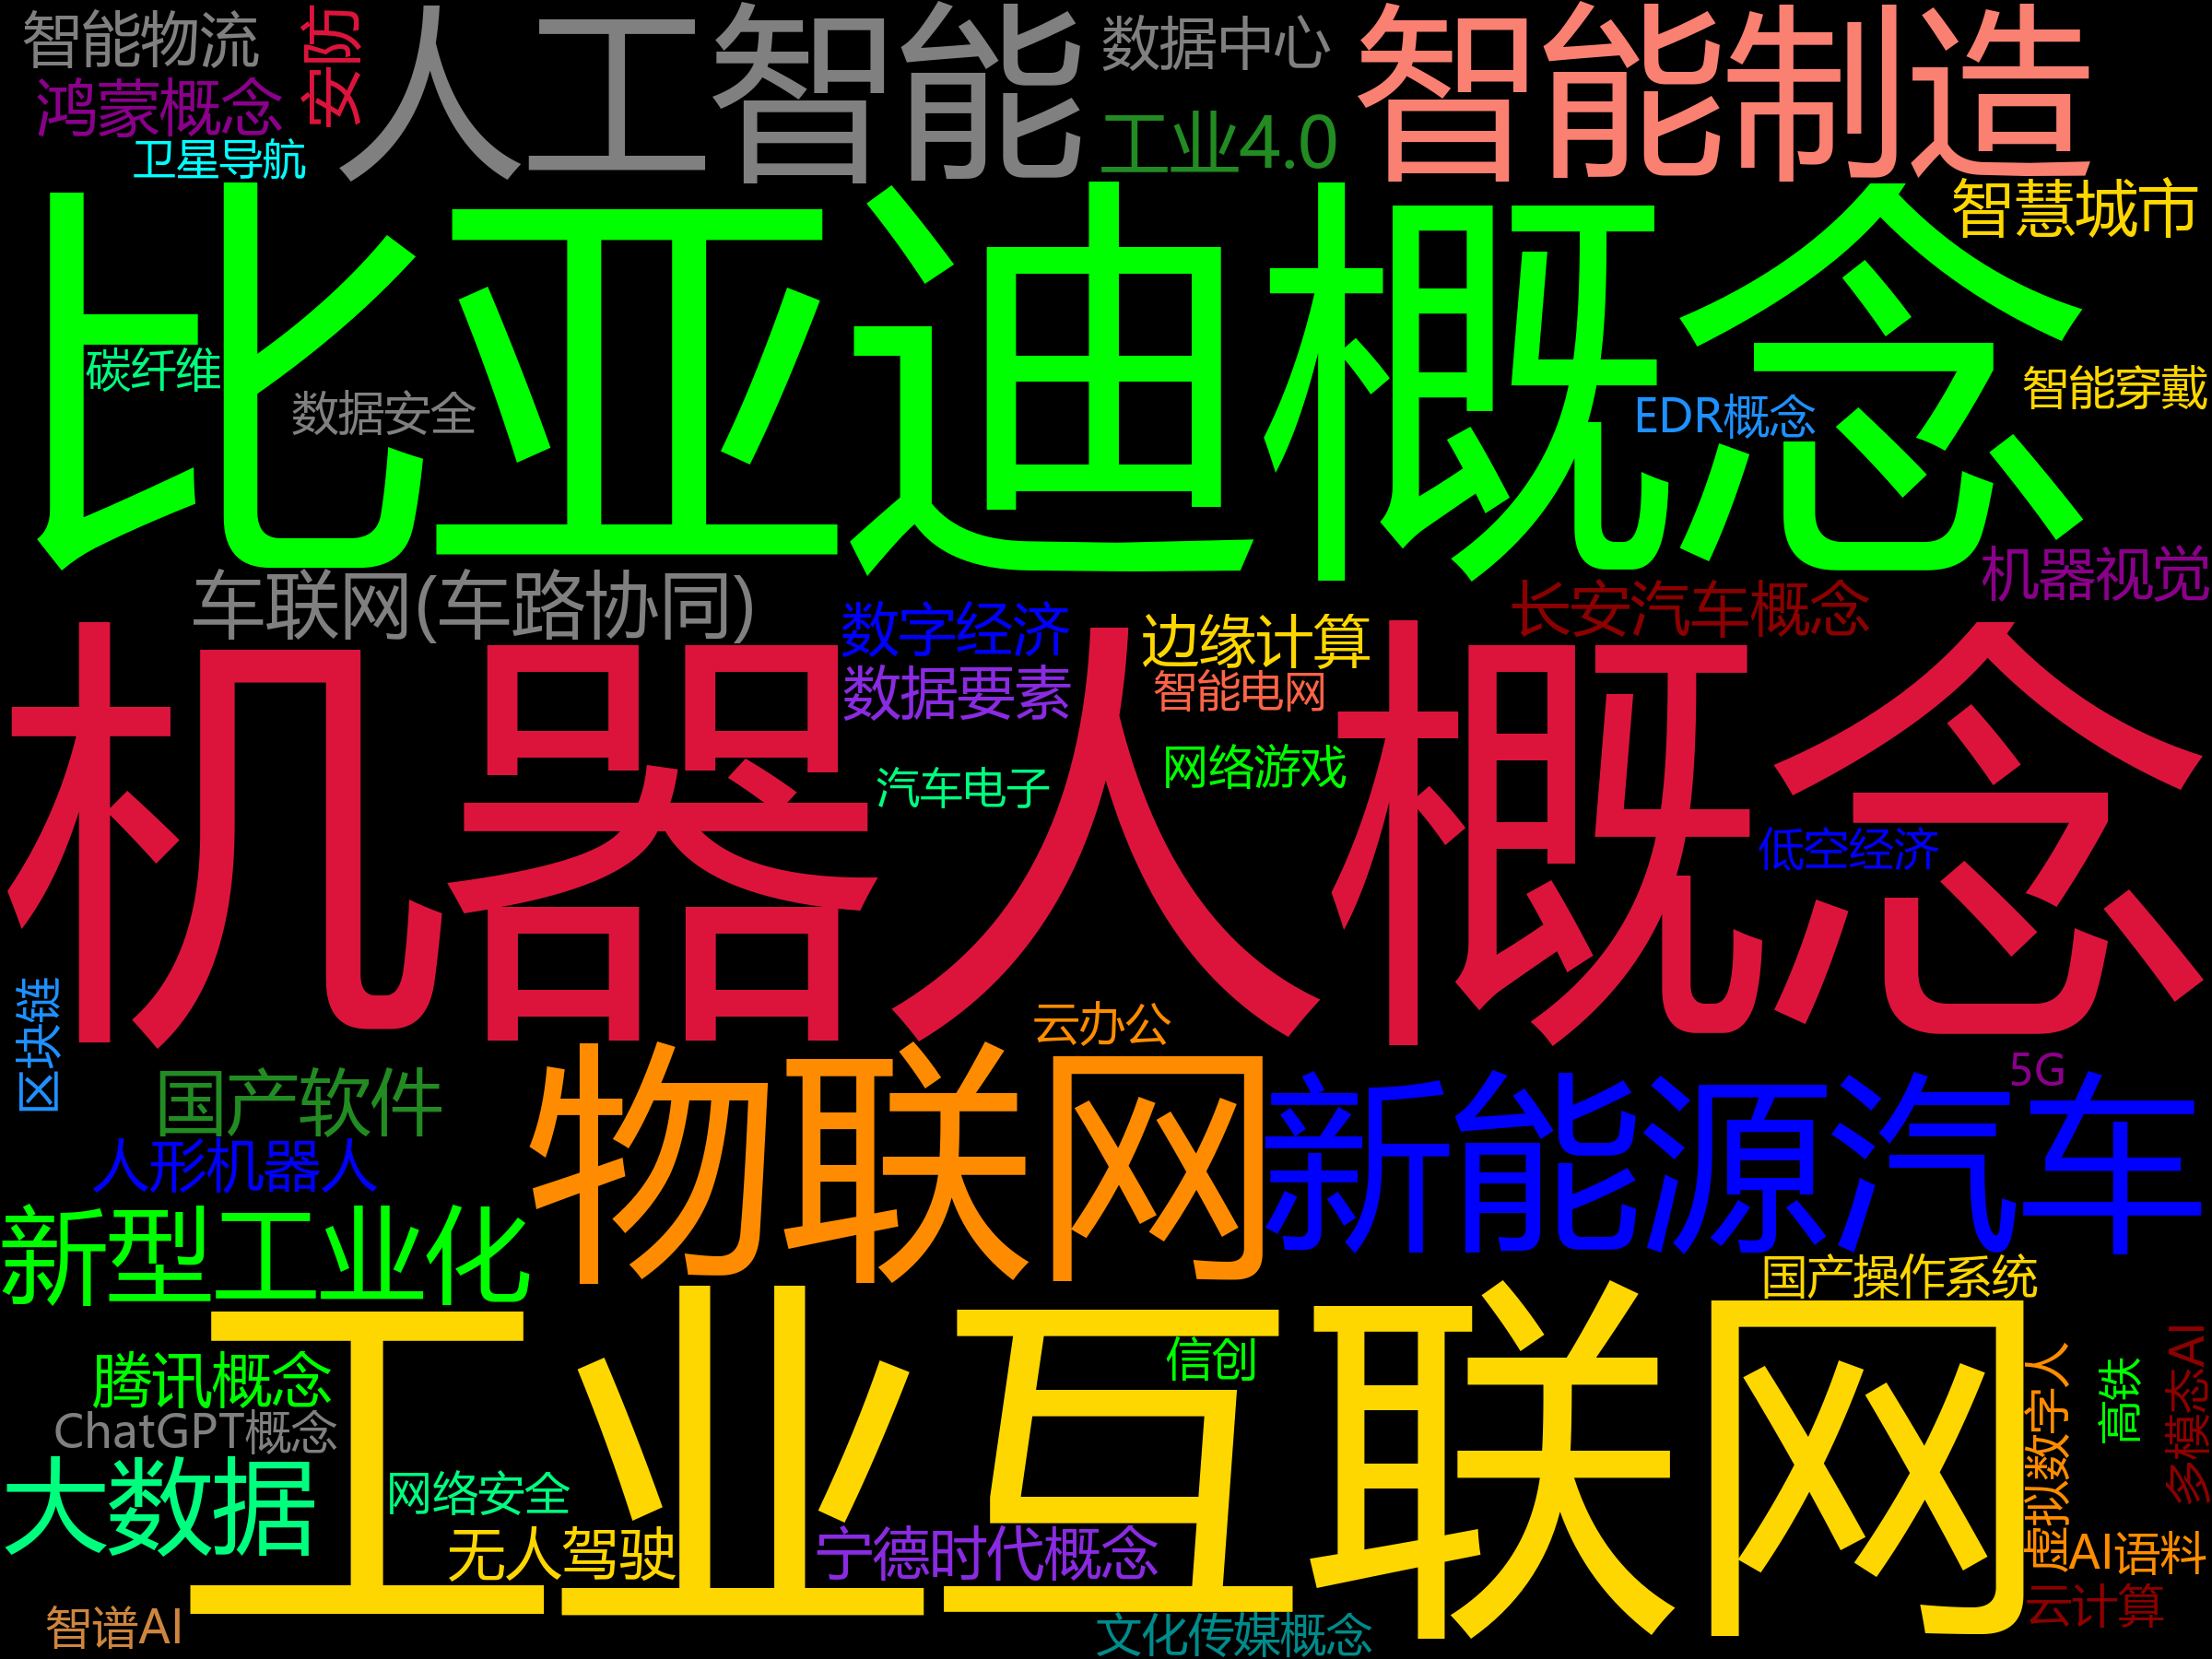 智能物流
安防
人工智能
数据中心
智能制造
鸿蒙概念
工业4.0
卫星导航
智慧城市
比亚迪概念
碳纤维
数据安全
EDR概念
智能穿戴
机器视觉
车联网(车路协同)
数字经济
边缘计算
长安汽车概念
数据要素
智能电网
机器人概念
网络游戏
汽车电子
低空经济
区块链
云办公
5G
国产软件
物联网
新能源汽车
人形机器人
新型工业化
国产操作系统
工业互联网
信创
腾讯概念
虚拟数字人
高铁
多模态AI
ChatGPT概念
大数据
网络安全
无人驾驶
宁德时代概念
AI语料
云计算
智谱AI
文化传媒概念